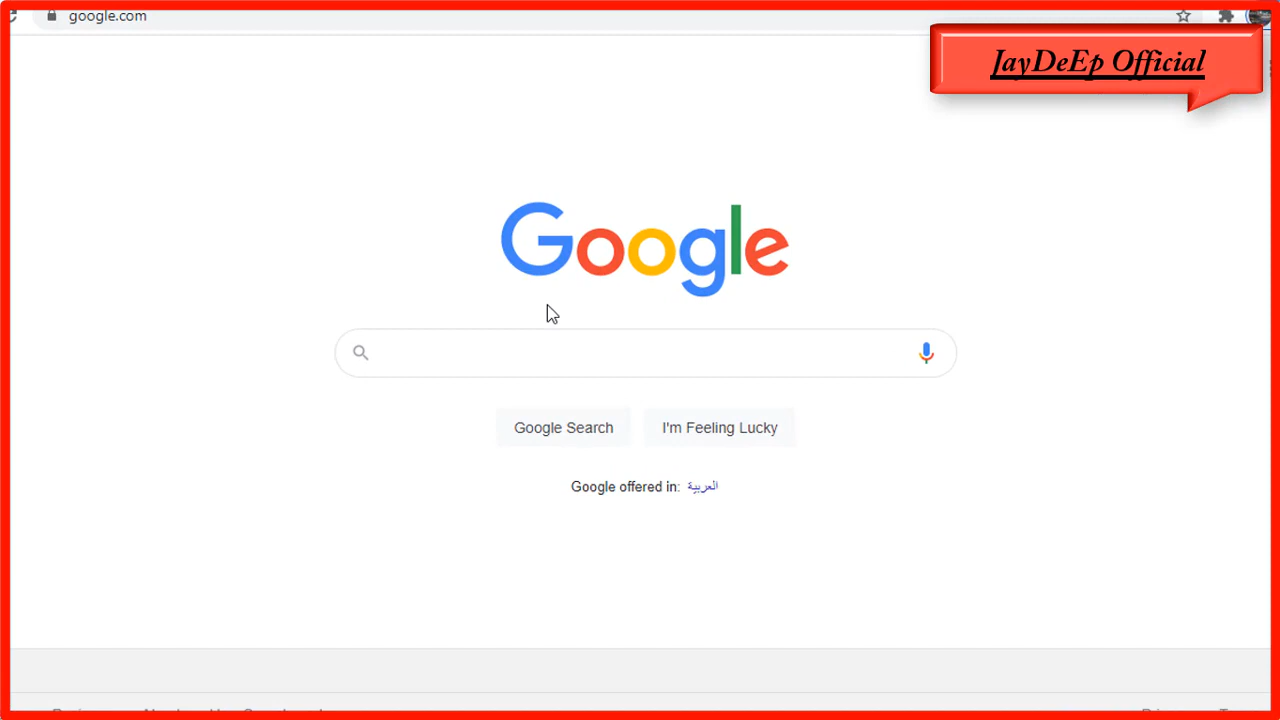 google.com
JayDeEp Official
Google
Google Search
I'm Feeling Lucky
Google offered in: العربية